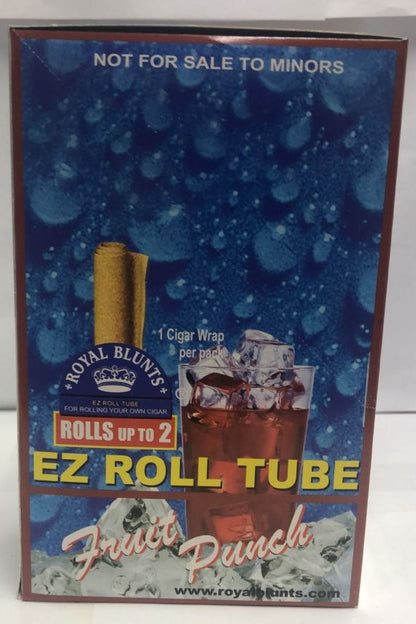 NOT FOR SALE TO MINORS
1 Cigar Wrap
per pack
ROYAL BLUNTS
EZ ROLL TUBE
FOR ROLLING YOUR OWN CIGAR
ROLLS UP TO 2
EZ ROLL TUBE
Fruit Punch
www.royalblunts.com